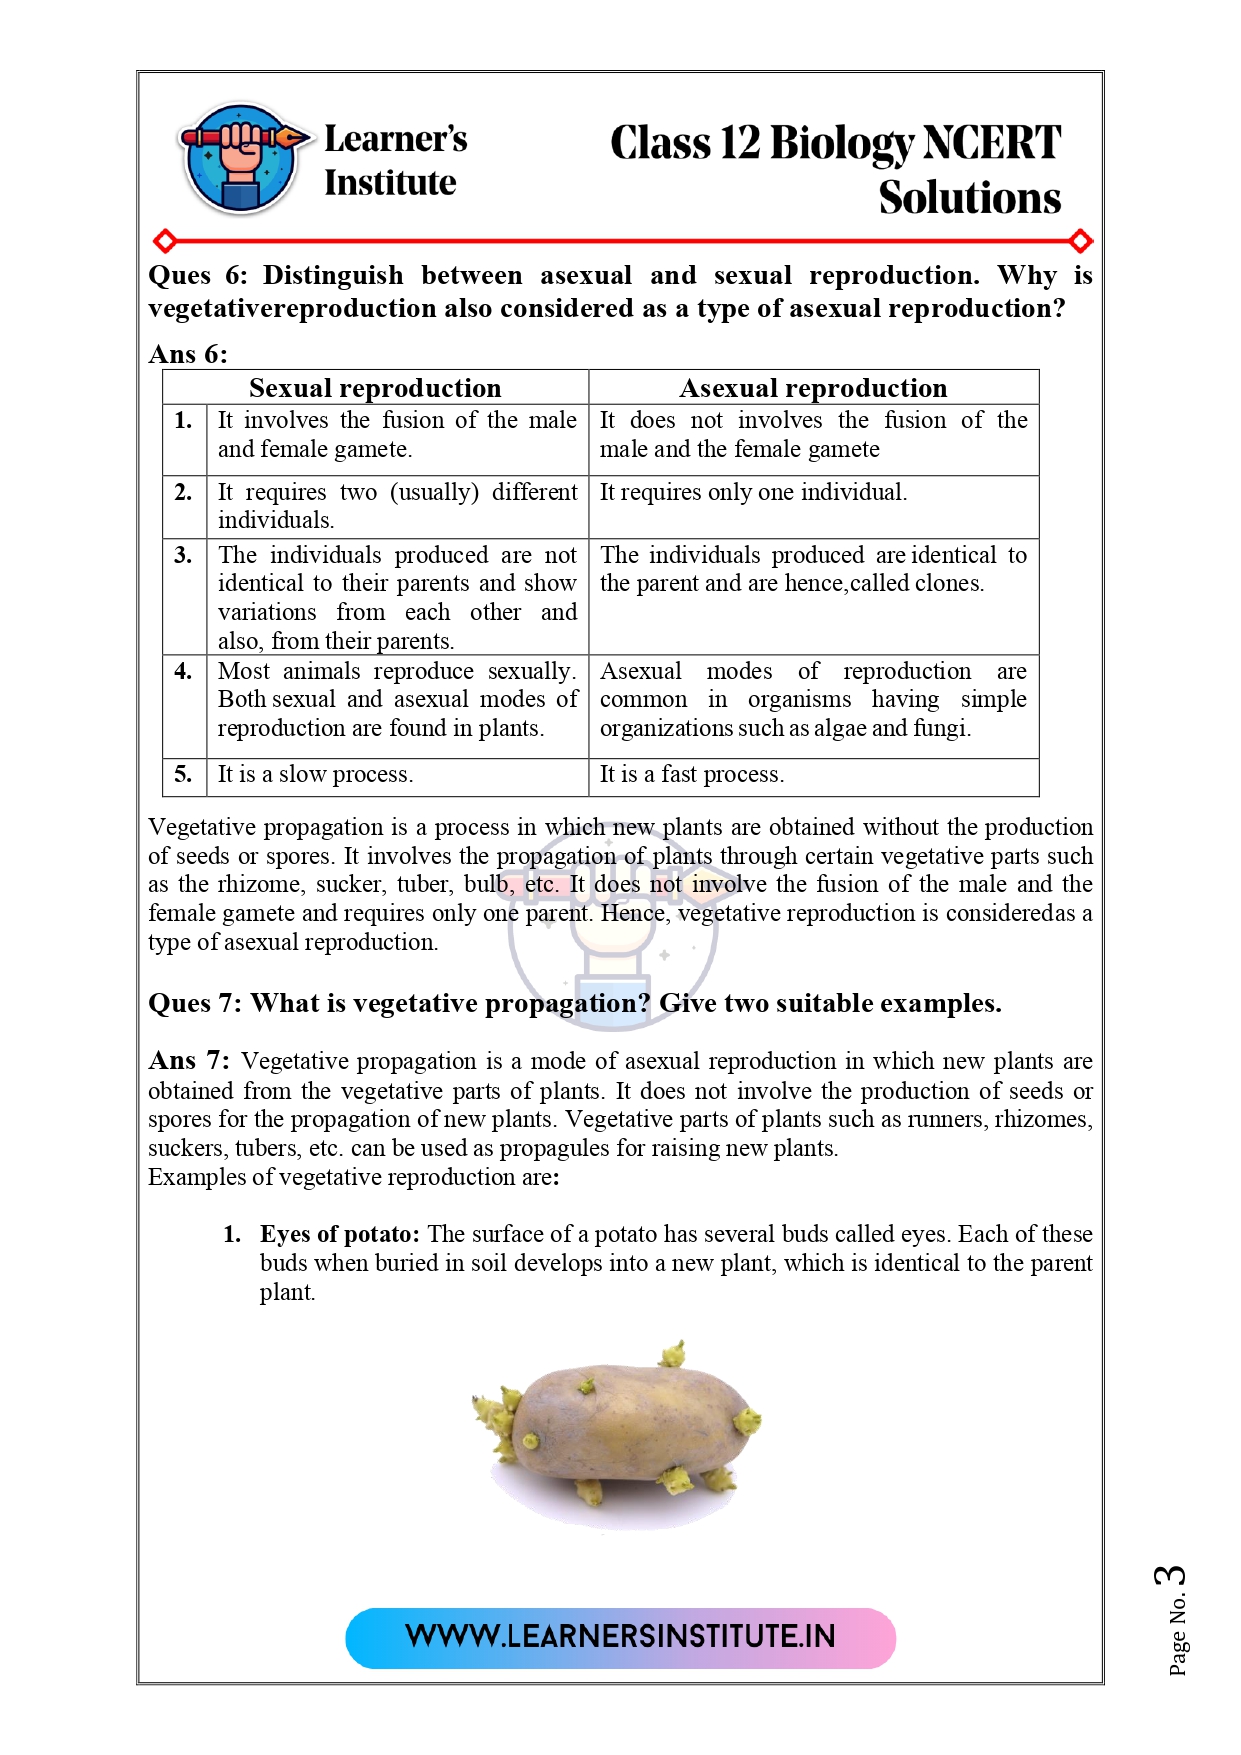 Learner's
Institute
Class 12 Biology NCERT
Solutions
Ques 6: Distinguish between asexual and sexual reproduction. Why is
vegetativereproduction also considered as a type of asexual reproduction?
Ans 6:
Sexual reproduction Asexual reproduction
1. It involves the fusion of the male
and female gamete.
It does not involves the fusion of the
male and the female gamete
2. It requires two (usually) different
individuals.
It requires only one individual.
3. The individuals produced are not
identical to their parents and show
variations from each other and
also, from their parents.
The individuals produced are identical to
the parent and are hence,called clones.
4. Most animals reproduce sexually.
Both sexual and asexual modes of
reproduction are found in plants.
Asexual modes of reproduction are
common in organisms having simple
organizations such as algae and fungi.
5. It is a slow process.
It is a fast process.
Vegetative propagation is a process in which new plants are obtained without the production
of seeds or spores. It involves the propagation of plants through certain vegetative parts such
as the rhizome, sucker, tuber, bulb, etc. It does not involve the fusion of the male and the
female gamete and requires only one parent. Hence, vegetative reproduction is consideredas a
type of asexual reproduction.
Ques 7: What is vegetative propagation? Give two suitable examples.
Ans 7: Vegetative propagation is a mode of asexual reproduction in which new plants are
obtained from the vegetative parts of plants. It does not involve the production of seeds or
spores for the propagation of new plants. Vegetative parts of plants such as runners, rhizomes,
suckers, tubers, etc. can be used as propagules for raising new plants.
Examples of vegetative reproduction are:
1. Eyes of potato: The surface of a potato has several buds called eyes. Each of these
buds when buried in soil develops into a new plant, which is identical to the parent
plant.
WWW.LEARNERSINSTITUTE.IN
Page No. 3